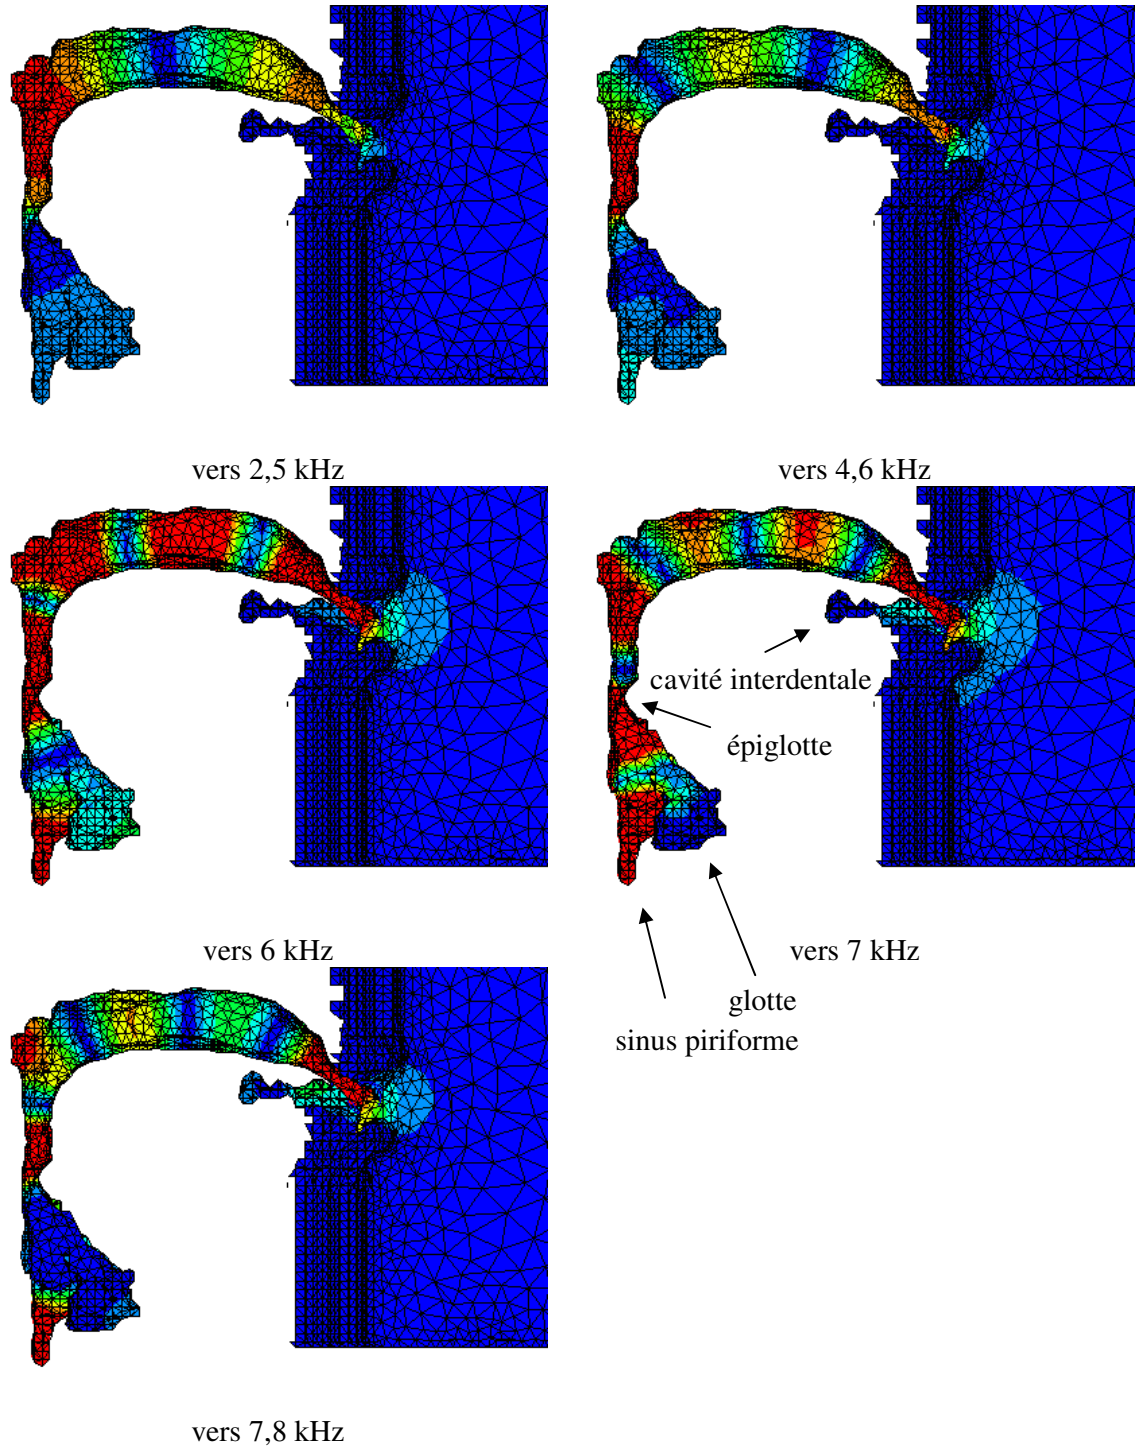 vers 2,5 kHz
vers 4,6 kHz
cavité interdentale
épiglotte
vers 6 kHz
vers 7 kHz
glotte
sinus piriforme
vers 7,8 kHz